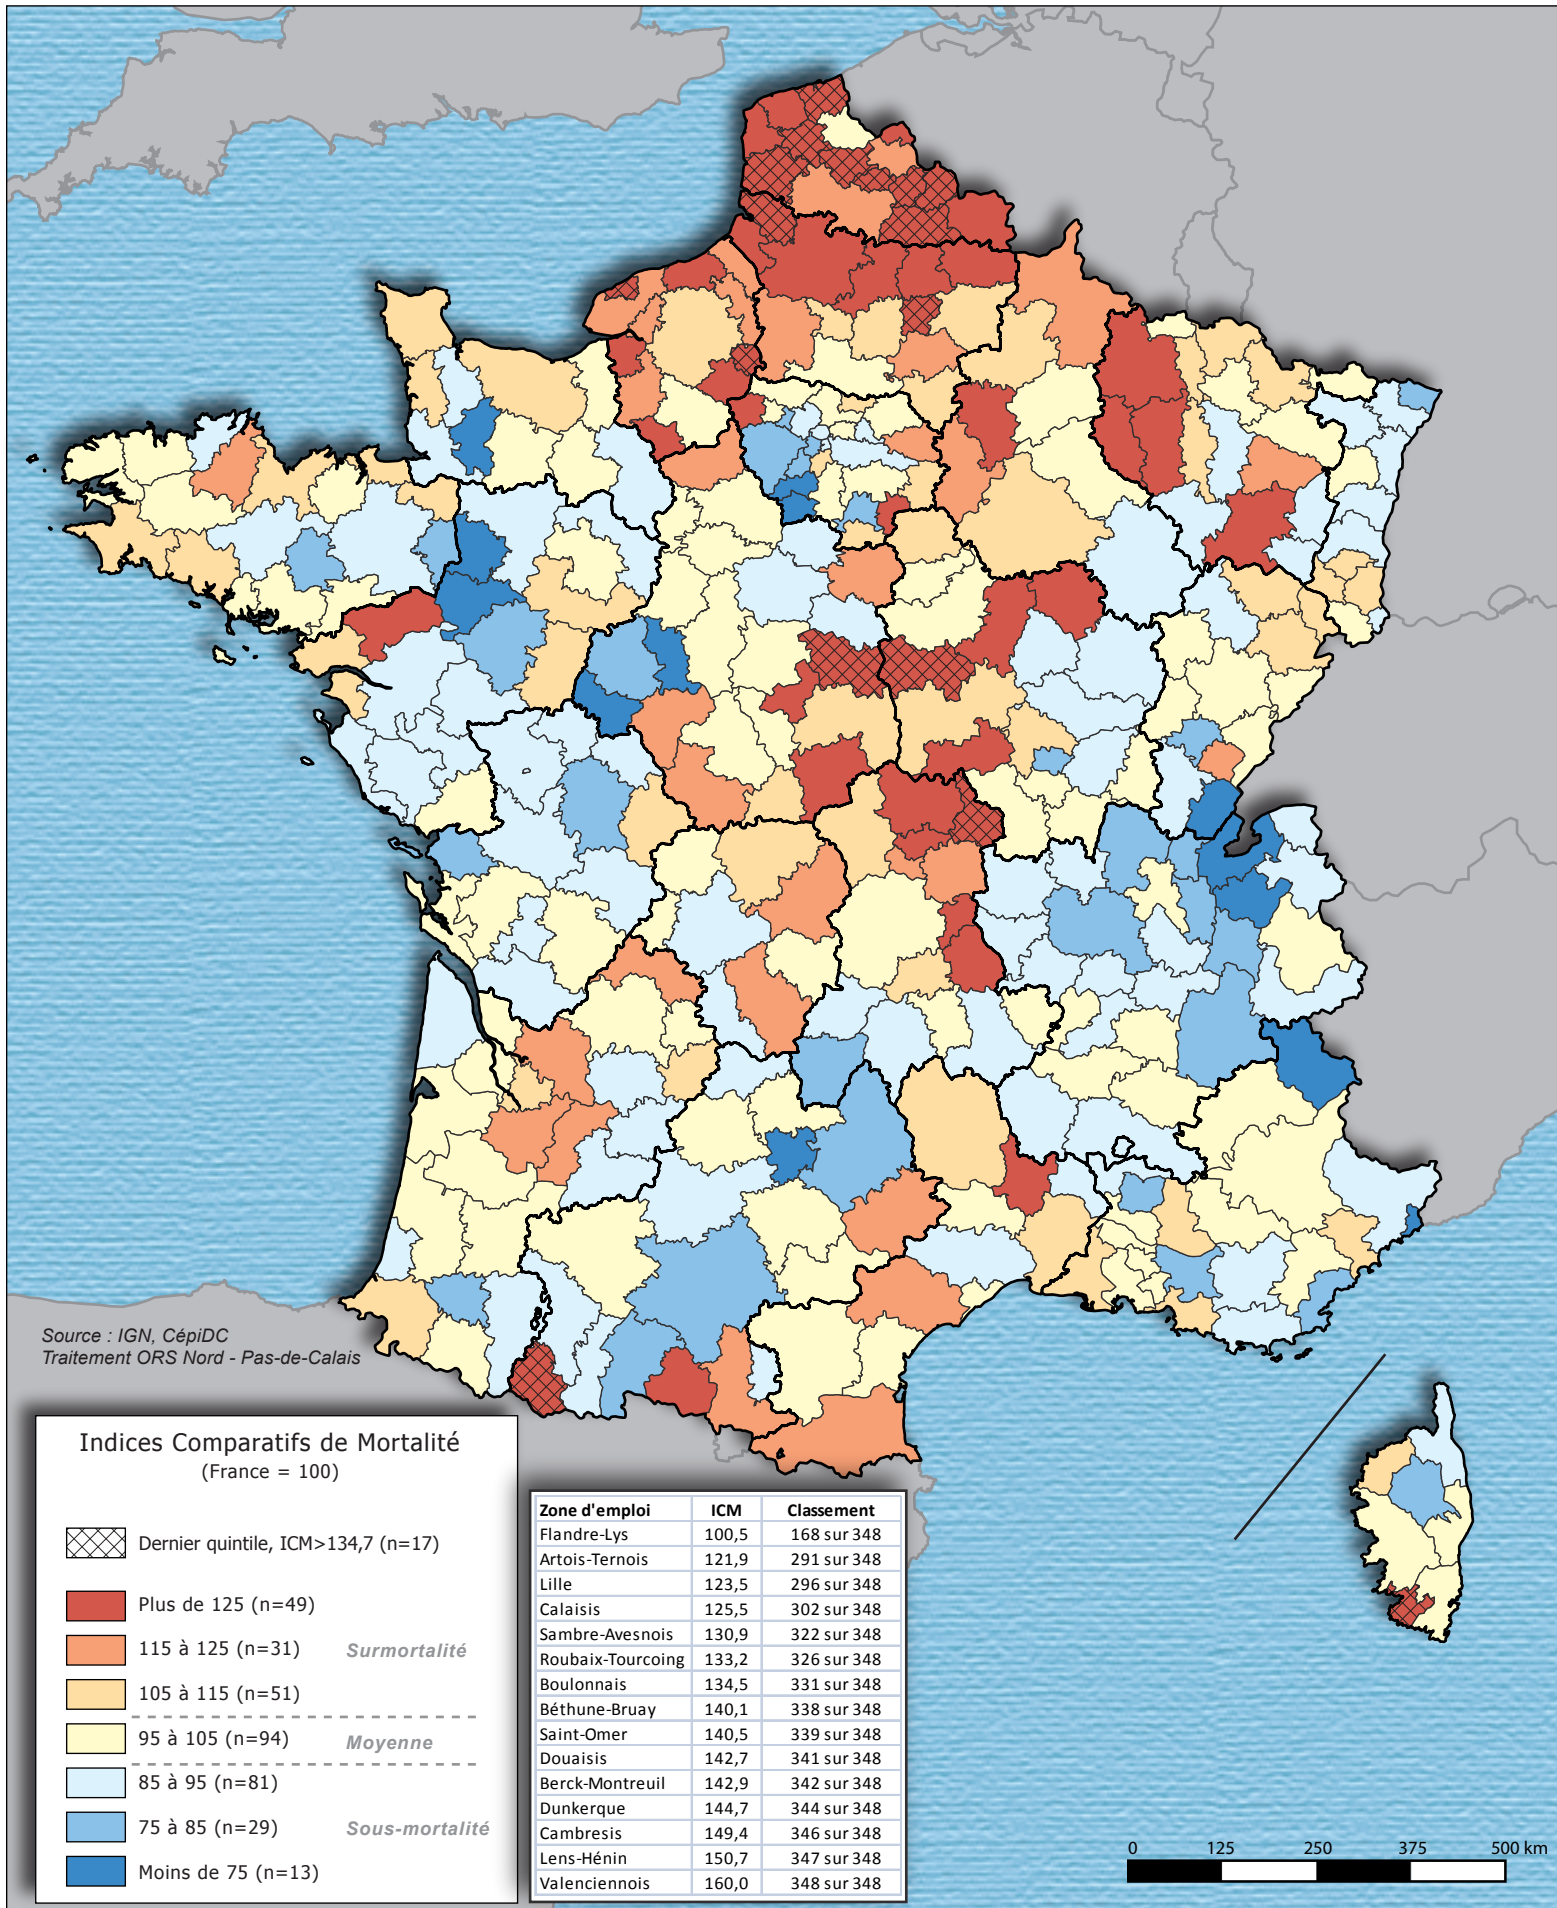 Source : IGN, CépiDC
Traitement ORS Nord - Pas-de-Calais
Indices Comparatifs de Mortalité
(France = 100)
Dernier quintile, ICM>134,7 (n=17)
Plus de 125 (n=49)
115 à 125 (n=31) Surmortalité
105 à 115 (n=51)
95 à 105 (n=94) Moyenne
85 à 95 (n=81)
75 à 85 (n=29) Sous-mortalité
Moins de 75 (n=13)
Zone d'emploi ICM Classement
Flandre-Lys 100,5 168 sur 348
Artois-Ternois 121,9 291 sur 348
Lille 123,5 296 sur 348
Calaisis 125,5 302 sur 348
Sambre-Avesnois 130,9 322 sur 348
Roubaix-Tourcoing 133,2 326 sur 348
Boulonnais 134,5 331 sur 348
Béthune-Bruay 140,1 338 sur 348
Saint-Omer 140,5 339 sur 348
Douaisis 142,7 341 sur 348
Berck-Montreuil 142,9 342 sur 348
Dunkerque 144,7 344 sur 348
Cambresis 149,4 346 sur 348
Lens-Hénin 150,7 347 sur 348
Valenciennois 160,0 348 sur 348
0 125 250 375 500 km